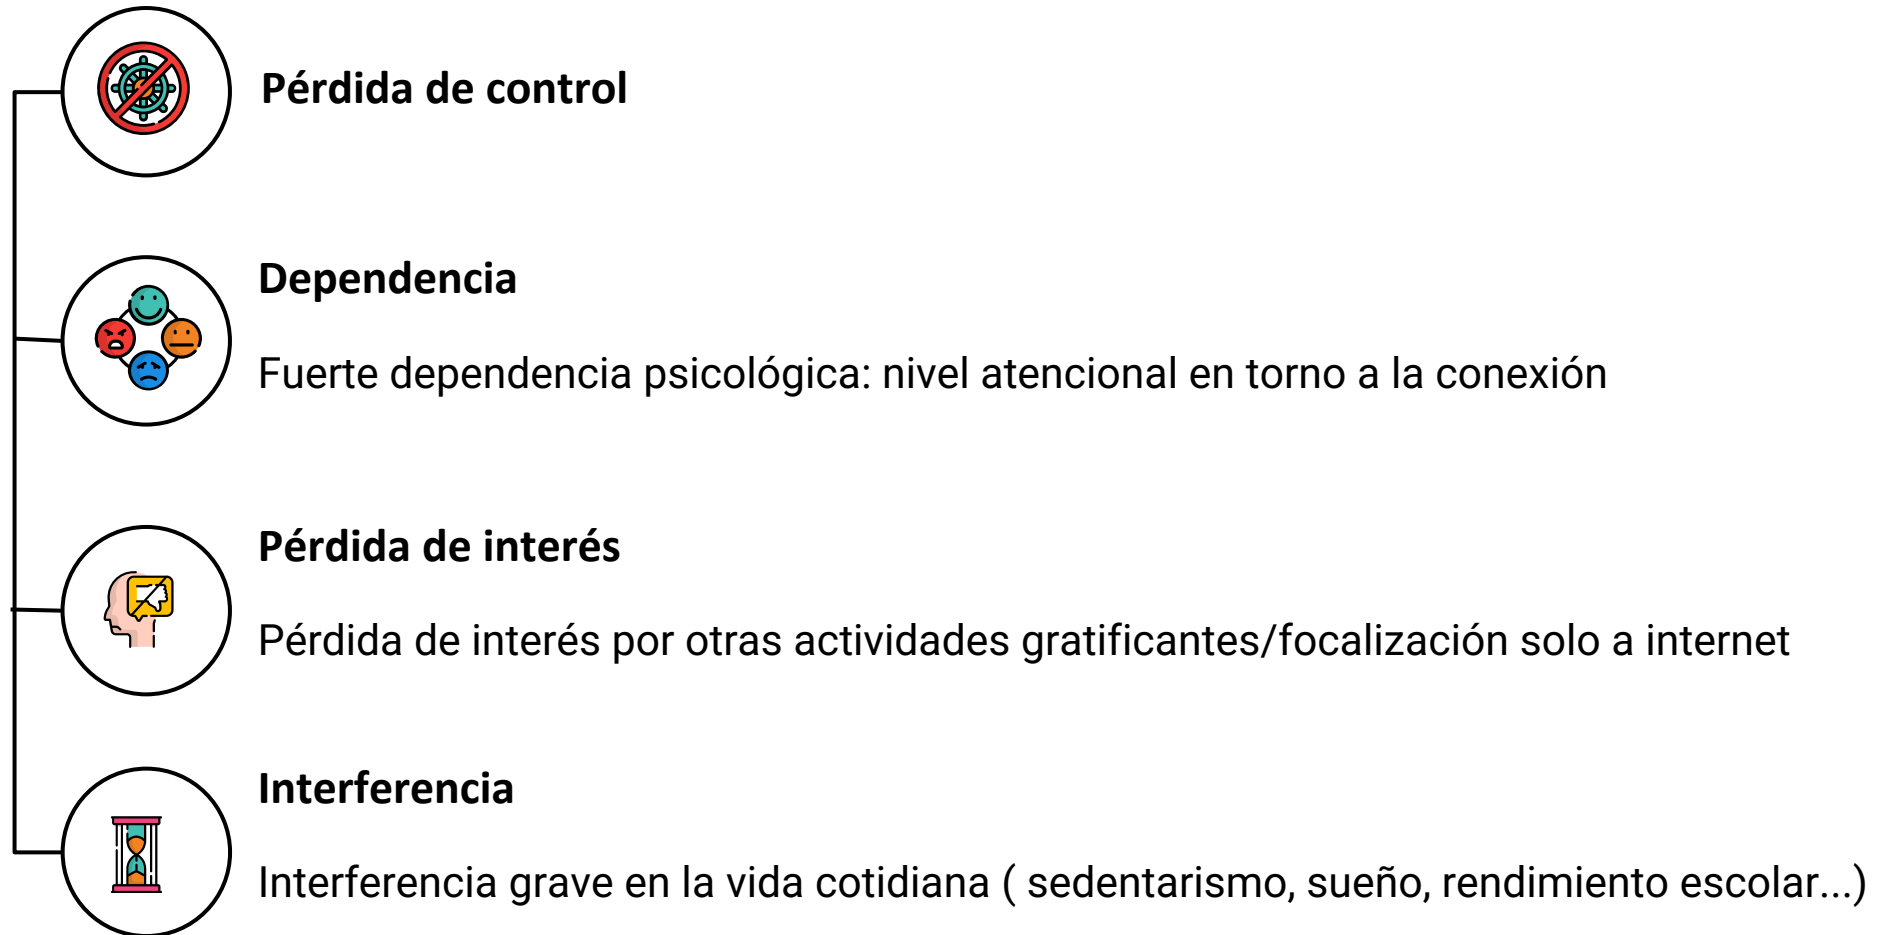 Pérdida de control
Dependencia
Fuerte dependencia psicológica: nivel atencional en torno a la conexión
Pérdida de interés
Pérdida de interés por otras actividades gratificantes/focalización solo a internet
Interferencia
Interferencia grave en la vida cotidiana ( sedentarismo, sueño, rendimiento escolar...)